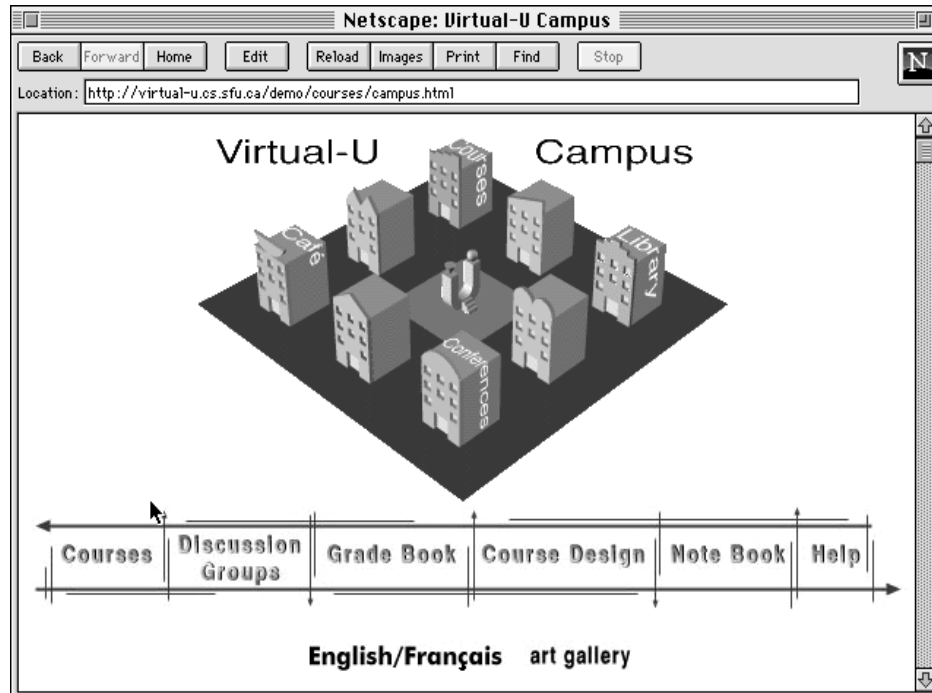 Netscape: Virtual-U Campus
Back Forward Home Edit Reload Images Print Find Stop
N
Location: http://virtual-u.cs.sfu.ca/demo/courses/campus.html
Virtual-U Campus
Courses
Café
Library
Conferences
Courses Discussion Groups Grade Book Course Design Note Book Help
English/Français art gallery